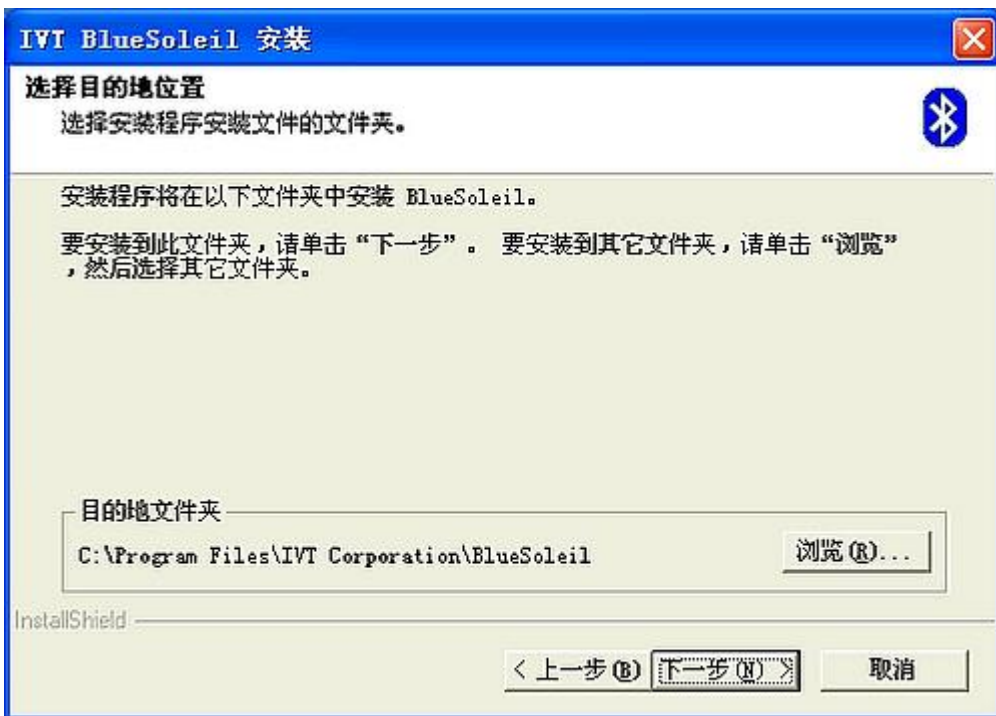 IVT BlueSoleil 安装
选择目的地位置
选择安装程序安装文件的文件夹。
安装程序将在以下文件夹中安装 BlueSoleil。
要安装到此文件夹，请单击“下一步”。 要安装到其它文件夹，请单击“浏览”
，然后选择其它文件夹。
目的地文件夹
C:\Program Files\IVT Corporation\BlueSoleil
浏览(R)...
InstallShield
< 上一步(B) 下一步(N) > 取消